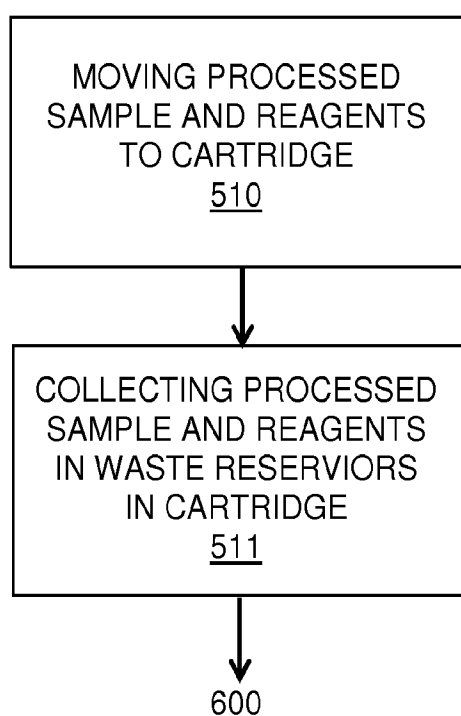 MOVING PROCESSED
SAMPLE AND REAGENTS
TO CARTRIDGE
510
COLLECTING PROCESSED
SAMPLE AND REAGENTS
IN WASTE RESERVIORS
IN CARTRIDGE
511
600